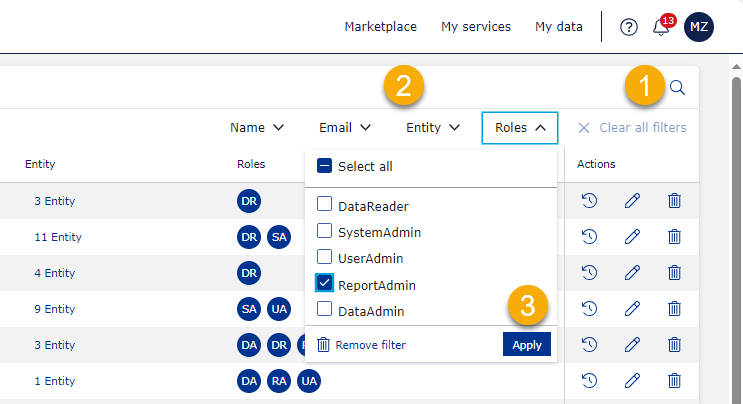 Marketplace My services My data 13 MZ
2 1
Name Email Entity Roles Clear all filters
Entity Roles Select all Actions
3 Entity DR DataReader
SystemAdmin
11 Entity DR SA UserAdmin
4 Entity DR ReportAdmin
9 Entity SA UA DataAdmin 3
3 Entity DA DR Remove filter Apply
1 Entity DA RA UA